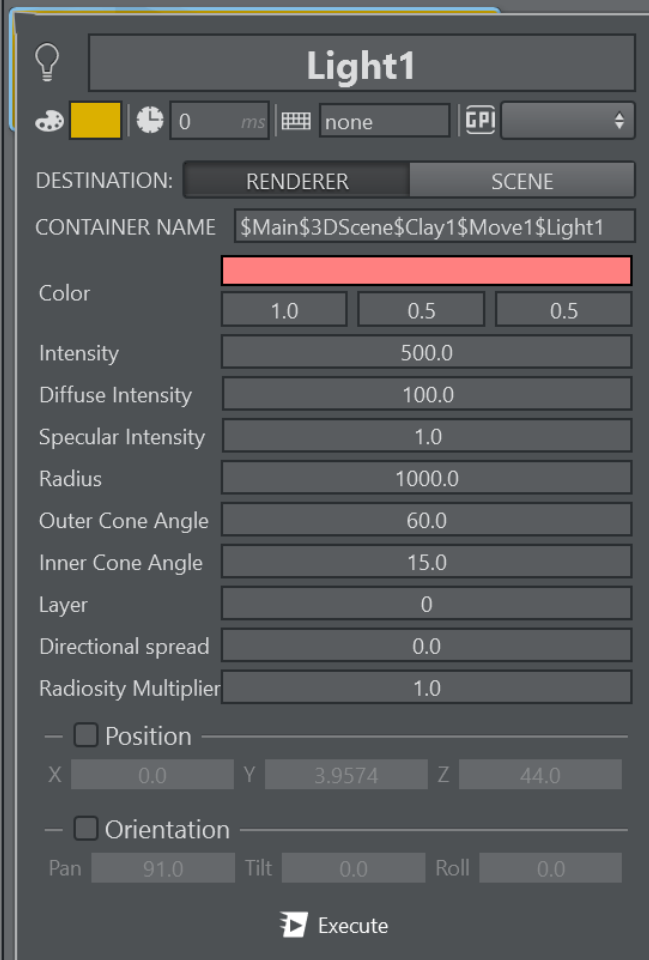 Light1
0 ms none GPI
DESTINATION: RENDERER SCENE
CONTAINER NAME $Main$3DScene$Clay1$Move1$Light1
Color
1.0 0.5 0.5
Intensity 500.0
Diffuse Intensity 100.0
Specular Intensity 1.0
Radius 1000.0
Outer Cone Angle 60.0
Inner Cone Angle 15.0
Layer 0
Directional spread 0.0
Radiosity Multiplier 1.0
Position
X 0.0 Y 3.9574 Z 44.0
Orientation
Pan 91.0 Tilt 0.0 Roll 0.0
Execute